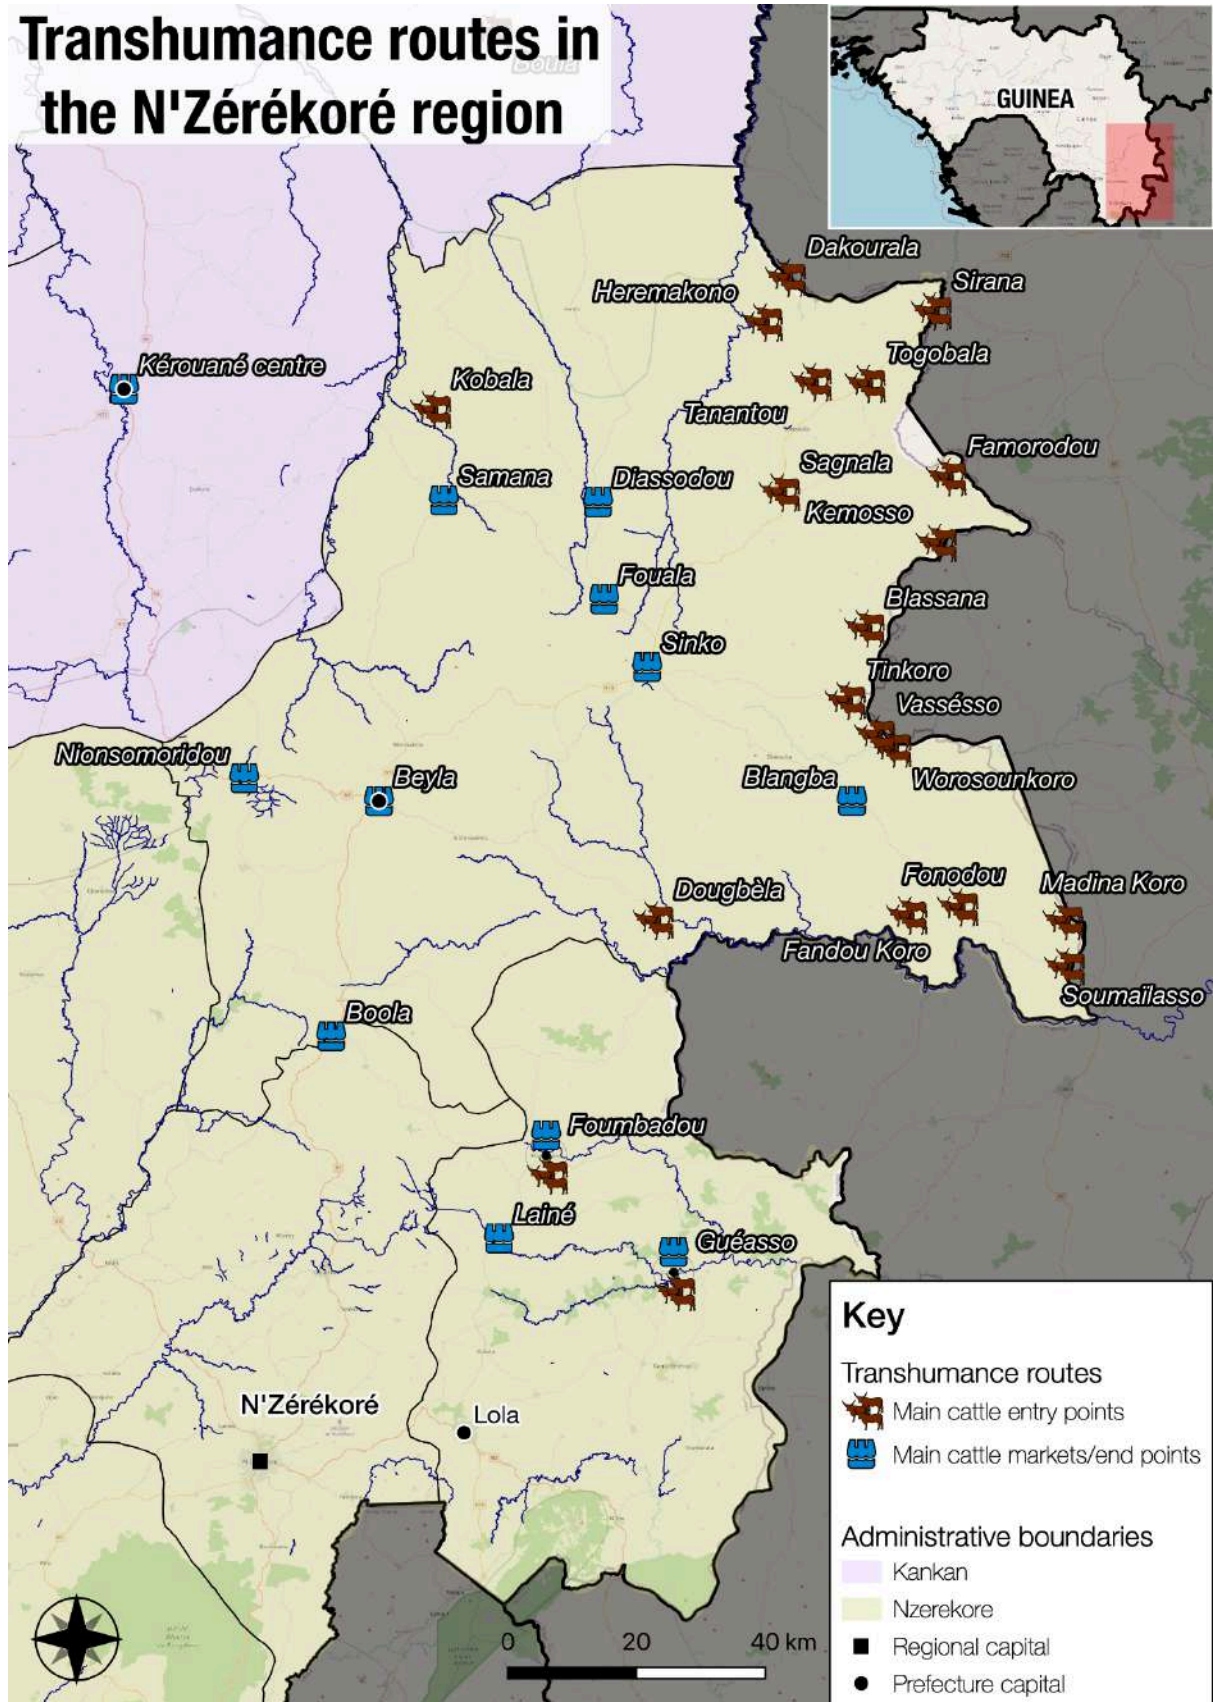 Transhumance routes in
the N'Zérékoré region
GUINEA
Dakourala
Sirana
Heremakono
Togobala
Kérouané centre
Kobala
Tanantou
Famorodou
Sagnala
Samana
Diassodou
Kemosso
Fouala
Blassana
Sinko
Tinkoro
Vassésso
Nionsomoridou
Beyla
Blangba
Worosounkoro
Dougbèla
Fonodou
Madina Koro
Fandou Koro
Soumaïlasso
Boola
Foumbadou
Lainé
Guéasso
N'Zérékoré
Lola
Key
Transhumance routes
Main cattle entry points
Main cattle markets/end points
Administrative boundaries
Kankan
Nzerekore
Regional capital
Prefecture capital
0 20 40 km